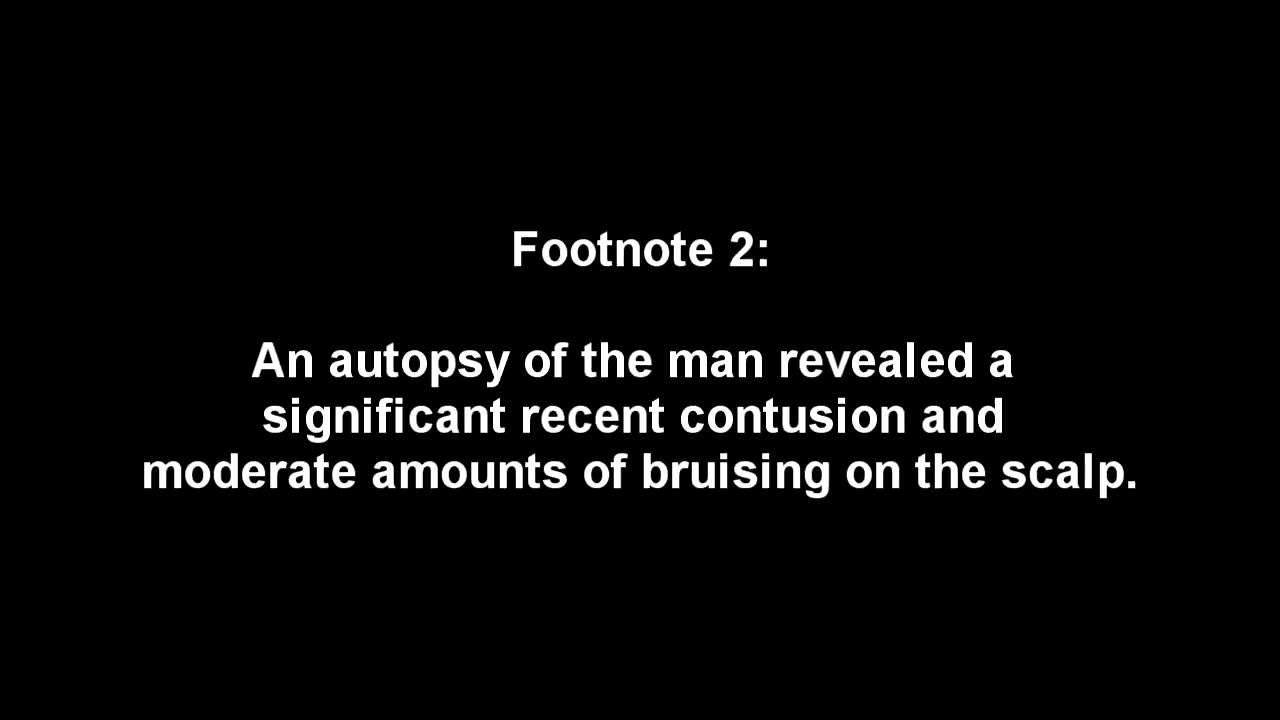 Footnote 2:
An autopsy of the man revealed a
significant recent contusion and
moderate amounts of bruising on the scalp.